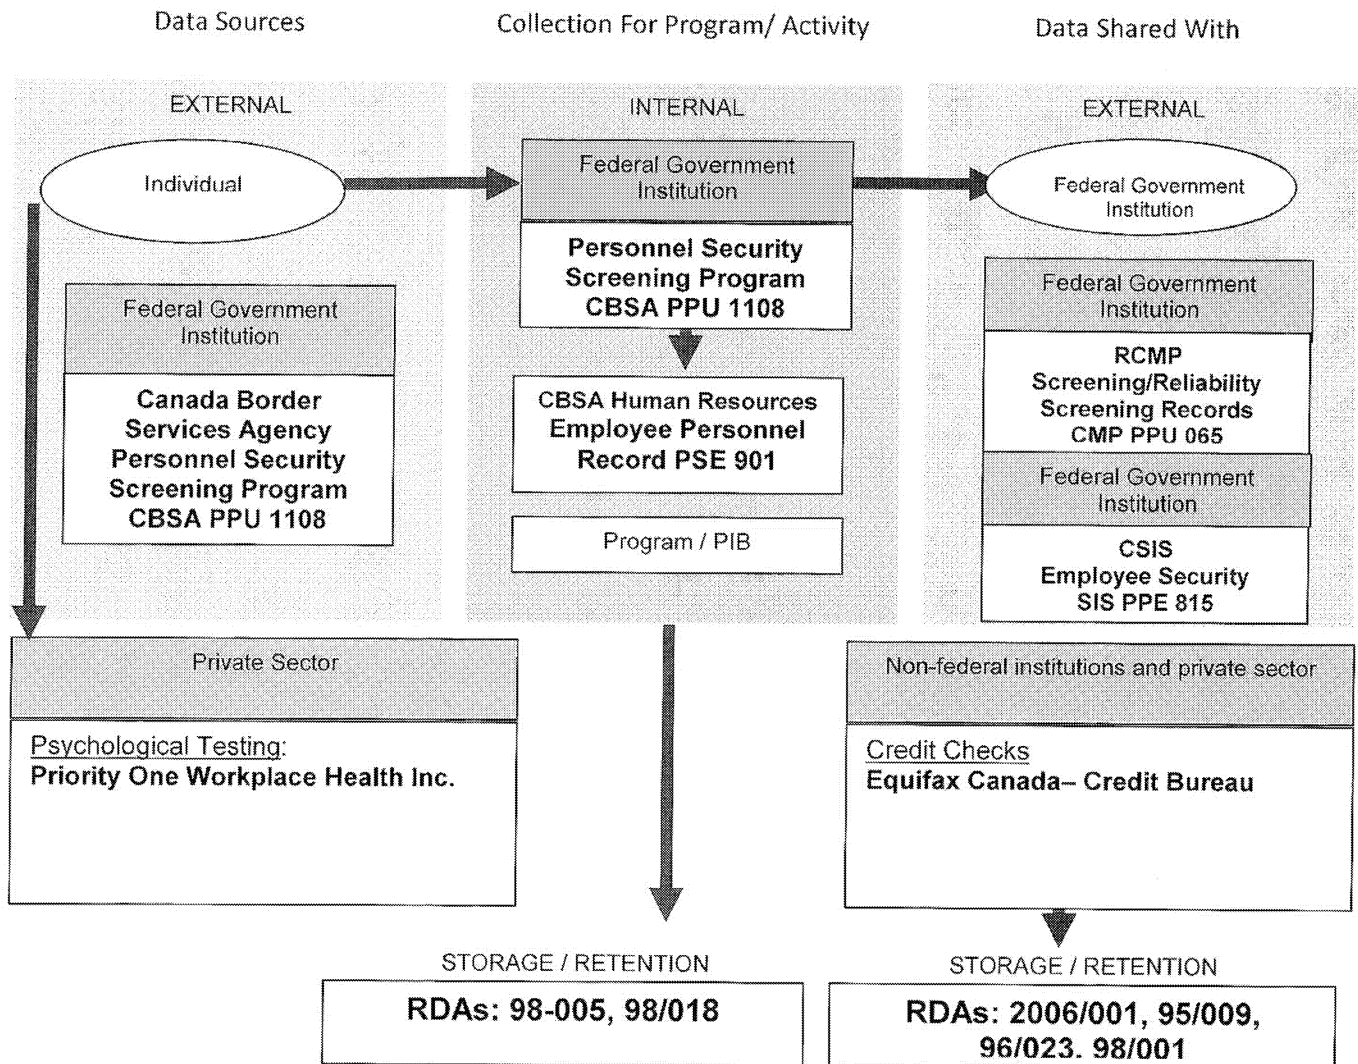 Data Sources
Collection For Program/ Activity
Data Shared With
EXTERNAL
Individual
Federal Government
Institution
Canada Border
Services Agency
Personnel Security
Screening Program
CBSA PPU 1108
Private Sector
Psychological Testing:
Priority One Workplace Health Inc.
INTERNAL
Federal Government
Institution
Personnel Security
Screening Program
CBSA PPU 1108
CBSA Human Resources
Employee Personnel
Record PSE 901
Program / PIB
STORAGE / RETENTION
RDAs: 98-005, 98/018
EXTERNAL
Federal Government
Institution
Federal Government
Institution
RCMP
Screening/Reliability
Screening Records
CMP PPU 065
Federal Government
Institution
CSIS
Employee Security
SIS PPE 815
Non-federal institutions and private sector
Credit Checks
Equifax Canada– Credit Bureau
STORAGE / RETENTION
RDAs: 2006/001, 95/009,
96/023, 98/001